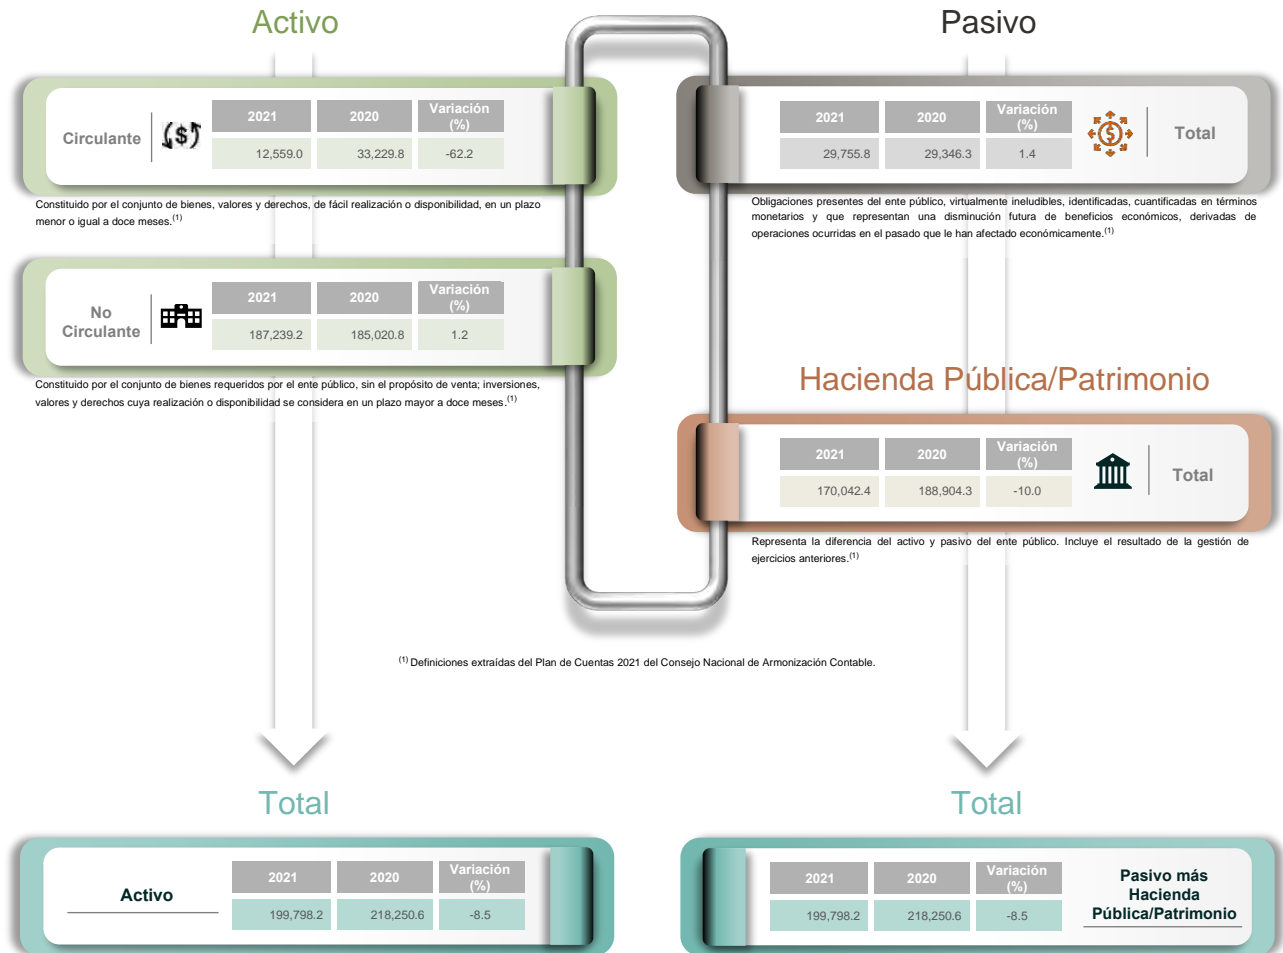 Activo
Circulante
2021 2020 Variación (%)
12,559.0 33,229.8 -62.2
Constituido por el conjunto de bienes, valores y derechos, de fácil realización o disponibilidad, en un plazo
menor o igual a doce meses.(1)
No
Circulante
2021 2020 Variación (%)
187,239.2 185,020.8 1.2
Constituido por el conjunto de bienes requeridos por el ente público, sin el propósito de venta; inversiones,
valores y derechos cuya realización o disponibilidad se considera en un plazo mayor a doce meses.(1)
Pasivo
2021 2020 Variación (%)
29,755.8 29,346.3 1.4
Total
Obligaciones presentes del ente público, virtualmente ineludibles, identificadas, cuantificadas en términos
monetarios y que representan una disminución futura de beneficios económicos, derivadas de
operaciones ocurridas en el pasado que le han afectado económicamente.(1)
Hacienda Pública/Patrimonio
2021 2020 Variación (%)
170,042.4 188,904.3 -10.0
Total
Representa la diferencia del activo y pasivo del ente público. Incluye el resultado de la gestión de
ejercicios anteriores.(1)
(1) Definiciones extraídas del Plan de Cuentas 2021 del Consejo Nacional de Armonización Contable.
Total
Activo
2021 2020 Variación (%)
199,798.2 218,250.6 -8.5
Total
2021 2020 Variación (%)
199,798.2 218,250.6 -8.5
Pasivo más
Hacienda
Pública/Patrimonio